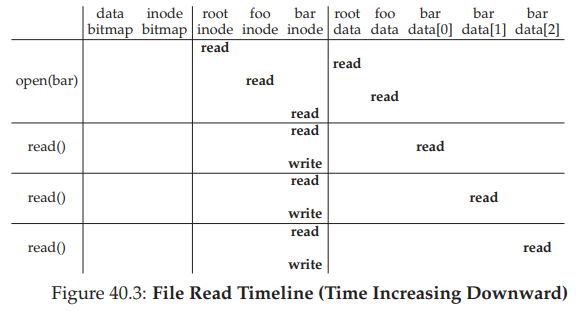 data inode root foo bar root foo bar bar bar
bitmap bitmap inode inode inode data data data[0] data[1] data[2]
read
read
open(bar) read
read
read
read
read() read
write
read
read() read
write
read
read() read
write
Figure 40.3: File Read Timeline (Time Increasing Downward)